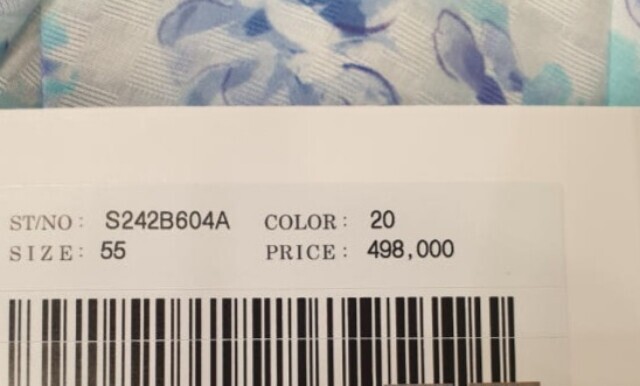 ST/NO : S242B604A COLOR : 20
SIZE : 55 PRICE : 498,000